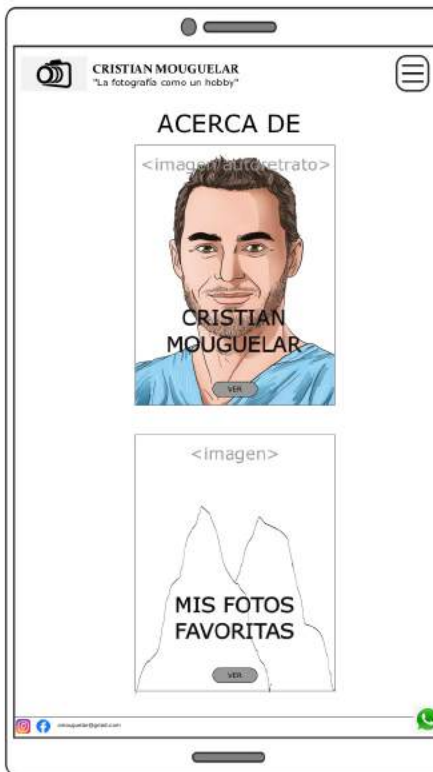 CRISTIAN MOUGUELAR
"La fotografía como un hobby"
ACERCA DE
<imagen/autoretrato>
CRISTIAN
MOUGUELAR
VER
<imagen>
MIS FOTOS
FAVORITAS
VER